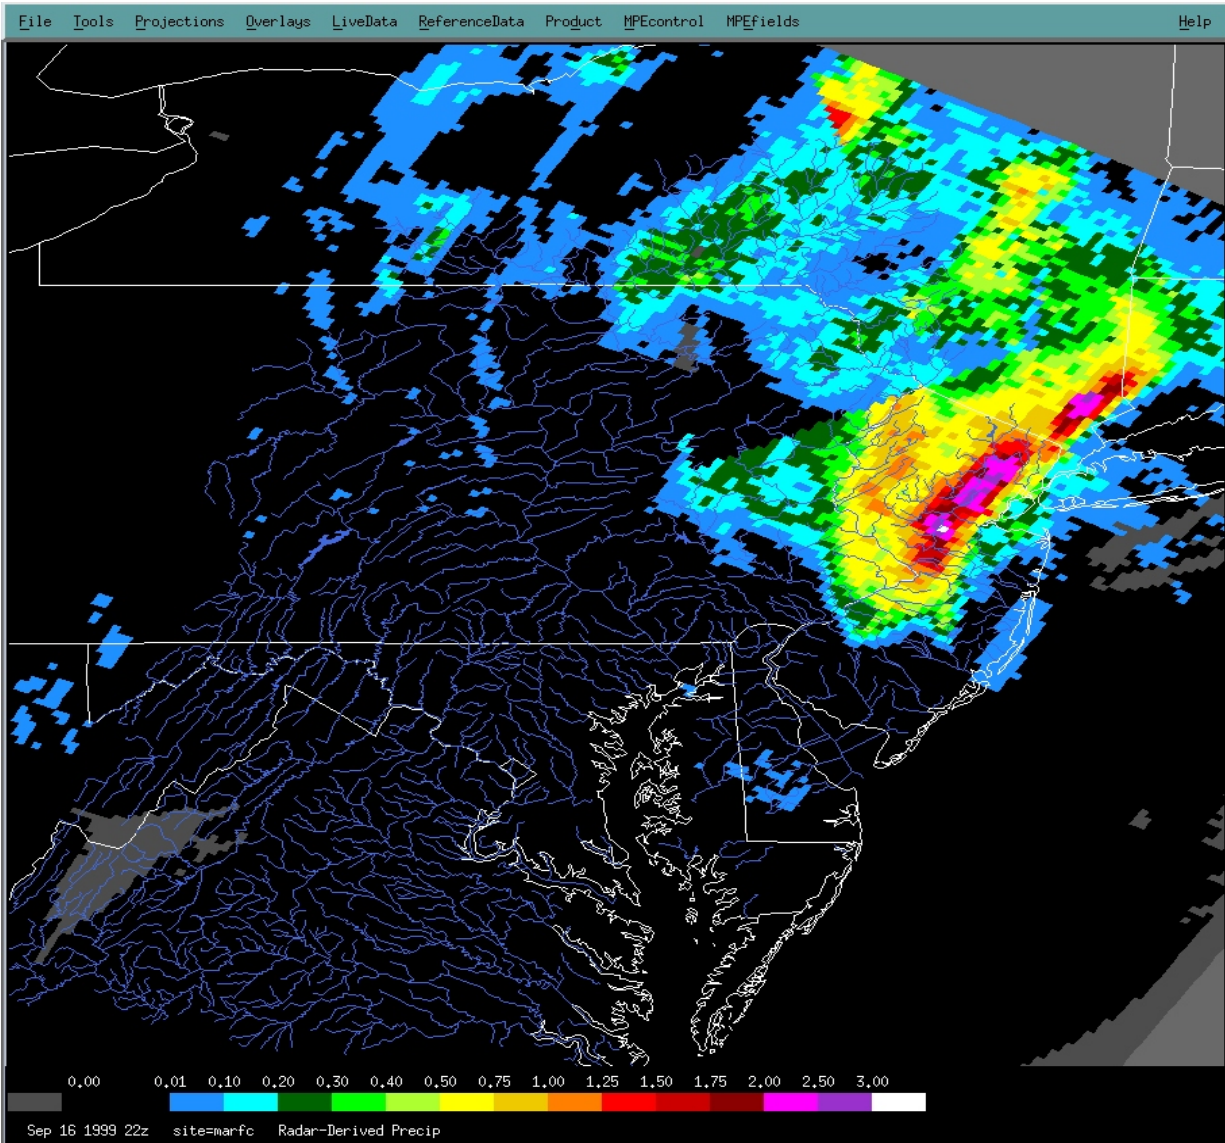 File Tools Projections Overlays LiveData ReferenceData Product MPEcontrol MPEfields Help
0.00 0.01 0.10 0.20 0.30 0.40 0.50 0.75 1.00 1.25 1.50 1.75 2.00 2.50 3.00
Sep 16 1999 22z site=marfc Radar-Derived Precip